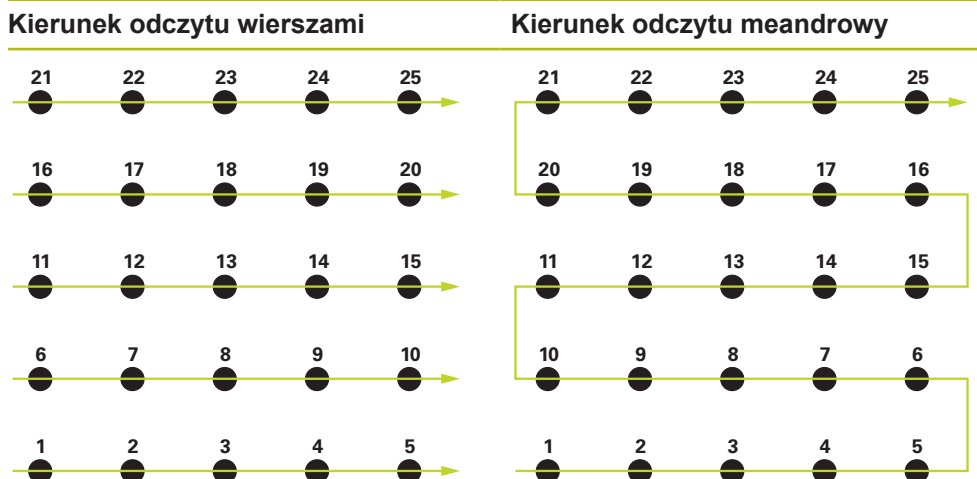 Kierunek odczytu wierszami
21 22 23 24 25
16 17 18 19 20
11 12 13 14 15
6 7 8 9 10
1 2 3 4 5
Kierunek odczytu meandrowy
21 22 23 24 25
20 19 18 17 16
11 12 13 14 15
10 9 8 7 6
1 2 3 4 5